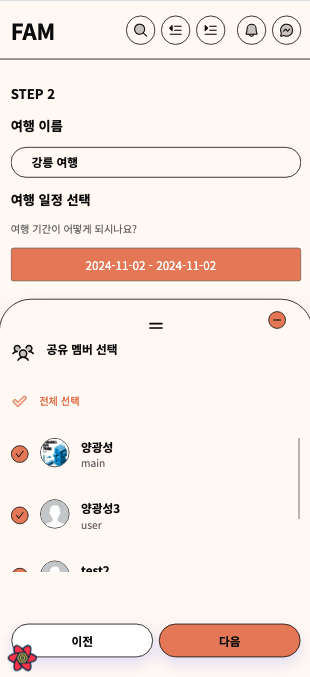 FAM
STEP 2
여행 이름
강릉 여행
여행 일정 선택
여행 기간이 어떻게 되시나요?
2024-11-02 - 2024-11-02
공유 멤버 선택
전체 선택
양광성
main
양광성3
user
test2
이전
다음